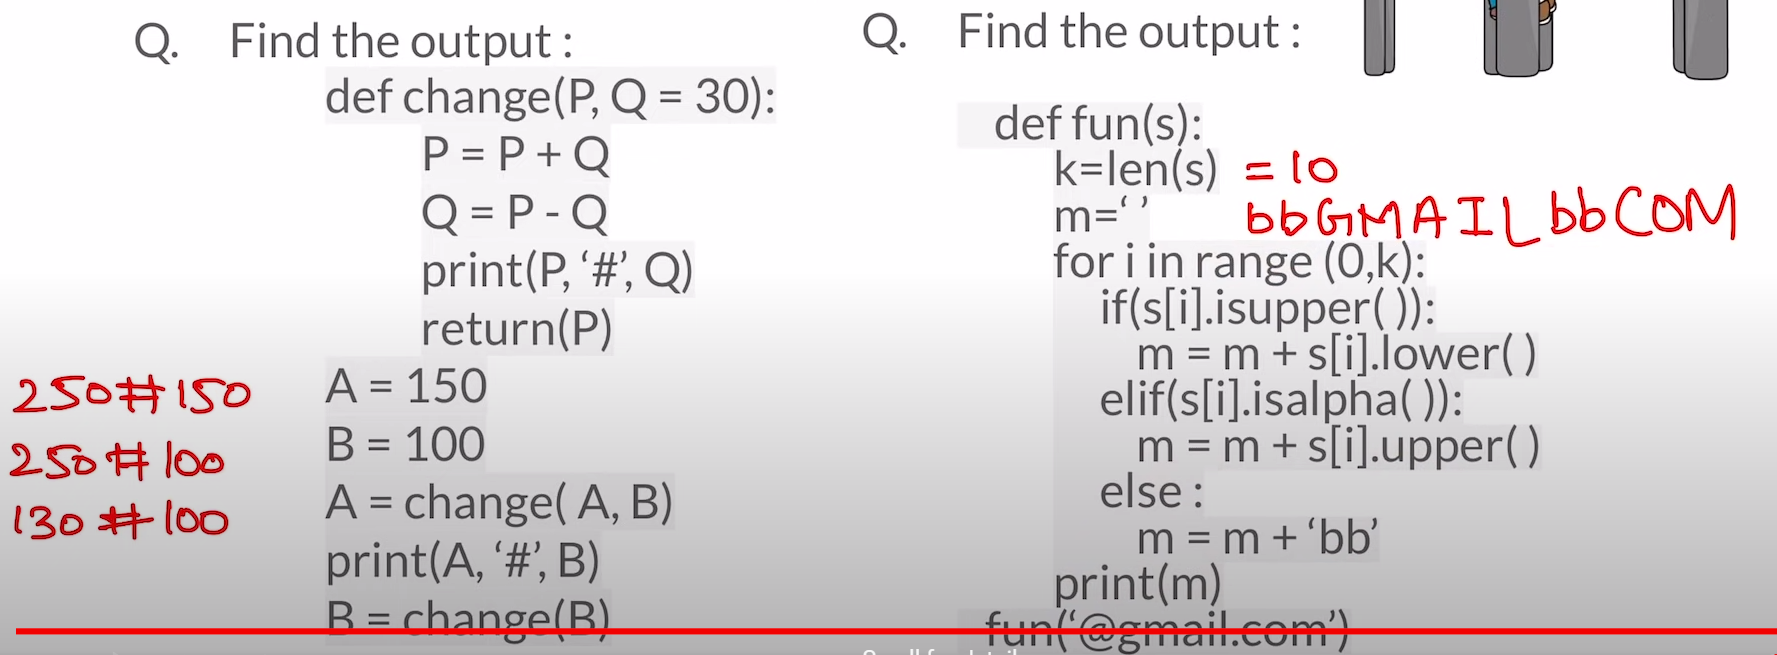 Q. Find the output :
def change(P, Q = 30):
P = P + Q
Q = P - Q
print(P, ‘#’, Q)
return(P)
A = 150
B = 100
A = change( A, B)
print(A, ‘#’, B)
B = change(B)
250#150
250#100
130#100
Q. Find the output :
def fun(s):
k=len(s) =10
m=‘ ’ bbGMAILbbCOM
for i in range (0,k):
if(s[i].isupper( )):
m = m + s[i].lower( )
elif(s[i].isalpha( )):
m = m + s[i].upper( )
else :
m = m + ‘bb’
print(m)
fun(‘@gmail.com’)